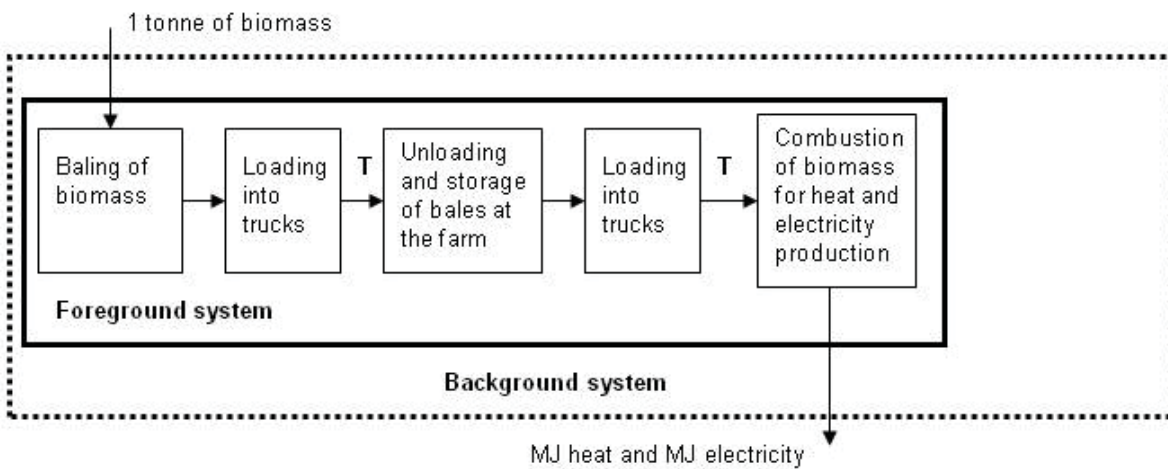 1 tonne of biomass
Baling of
biomass
Loading
into
trucks
T
Unloading
and storage
of bales at
the farm
Loading
into
trucks
T
Combustion
of biomass
for heat and
electricity
production
Foreground system
Background system
MJ heat and MJ electricity